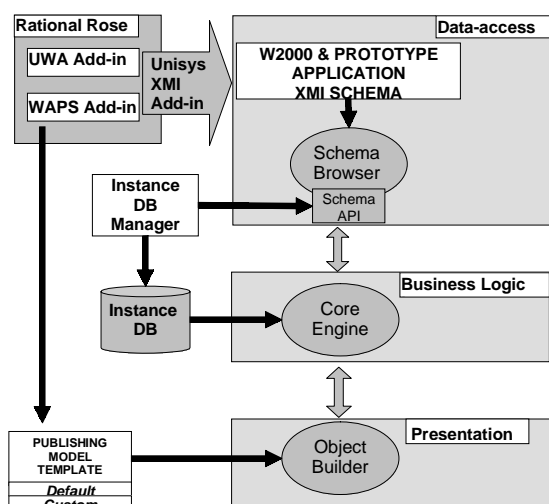 Rational Rose
UWA Add-in
WAPS Add-in
Unisys
XMI
Add-in
Data-access
W2000 & PROTOTYPE
APPLICATION
XMI SCHEMA
Schema
Browser
Schema
API
Instance
DB
Manager
Instance
DB
Business Logic
Core
Engine
PUBLISHING
MODEL
TEMPLATE
Default
Custom
Presentation
Object
Builder